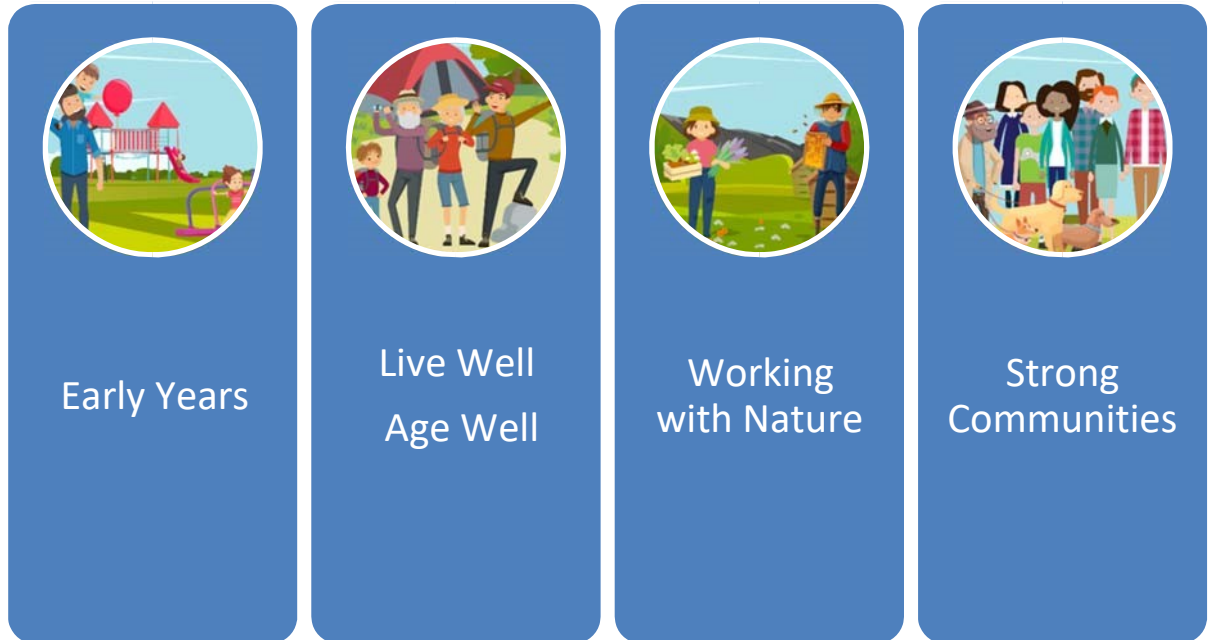 Early Years
Live Well
Age Well
Working
with Nature
Strong
Communities